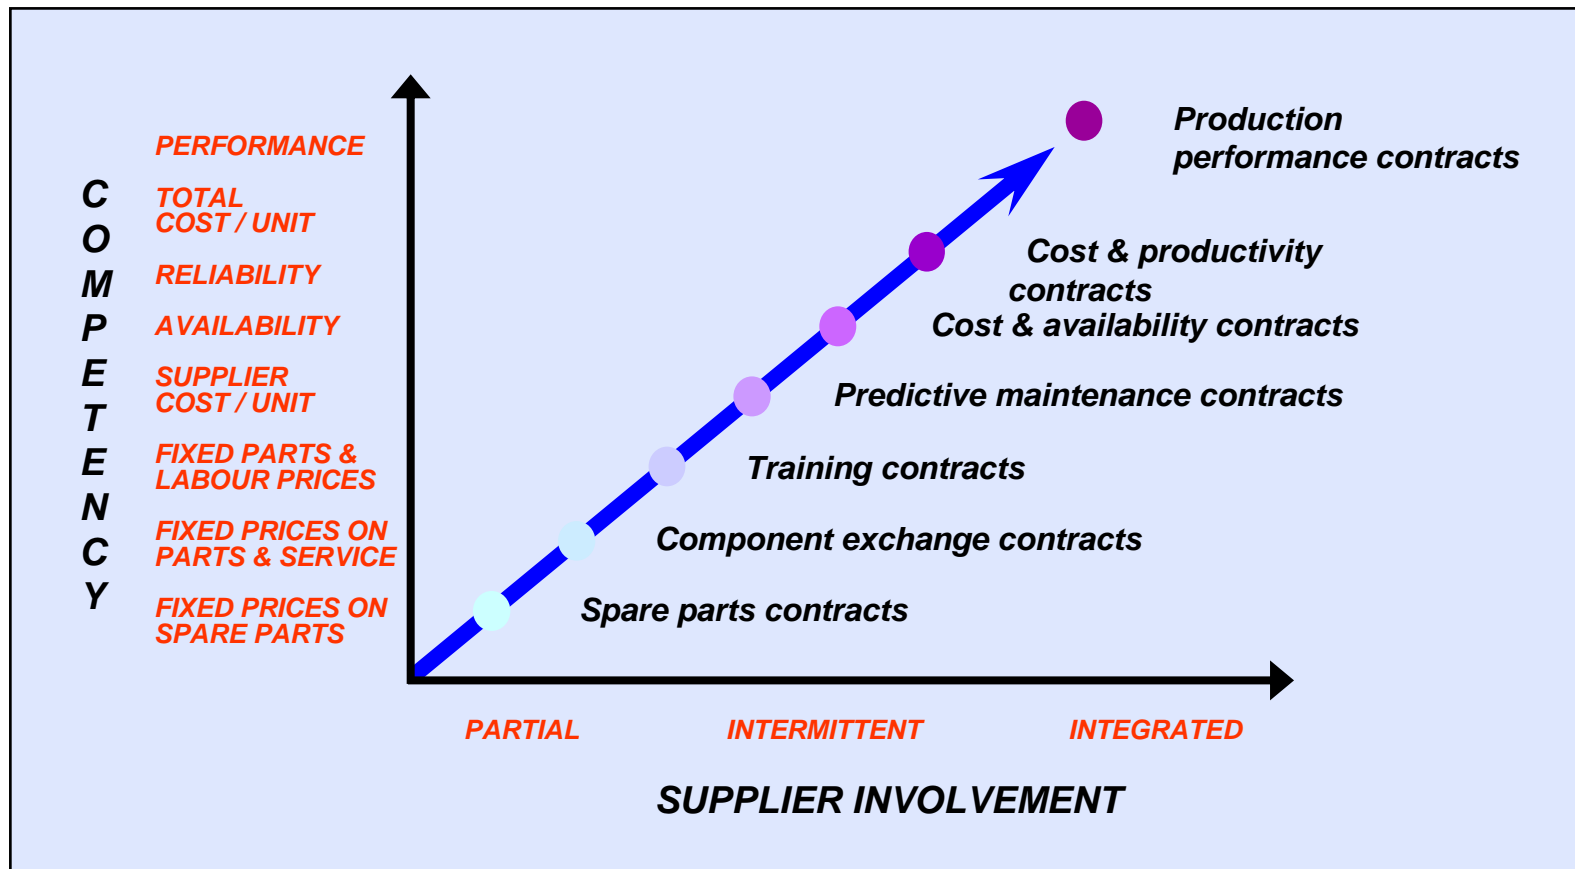 COMPETENCY
PERFORMANCE
TOTAL
COST / UNIT
RELIABILITY
AVAILABILITY
SUPPLIER
COST / UNIT
FIXED PARTS &
LABOUR PRICES
FIXED PRICES ON
PARTS & SERVICE
FIXED PRICES ON
SPARE PARTS
Production
performance contracts
Cost & productivity
contracts
Cost & availability contracts
Predictive maintenance contracts
Training contracts
Component exchange contracts
Spare parts contracts
PARTIAL
INTERMITTENT
INTEGRATED
SUPPLIER INVOLVEMENT